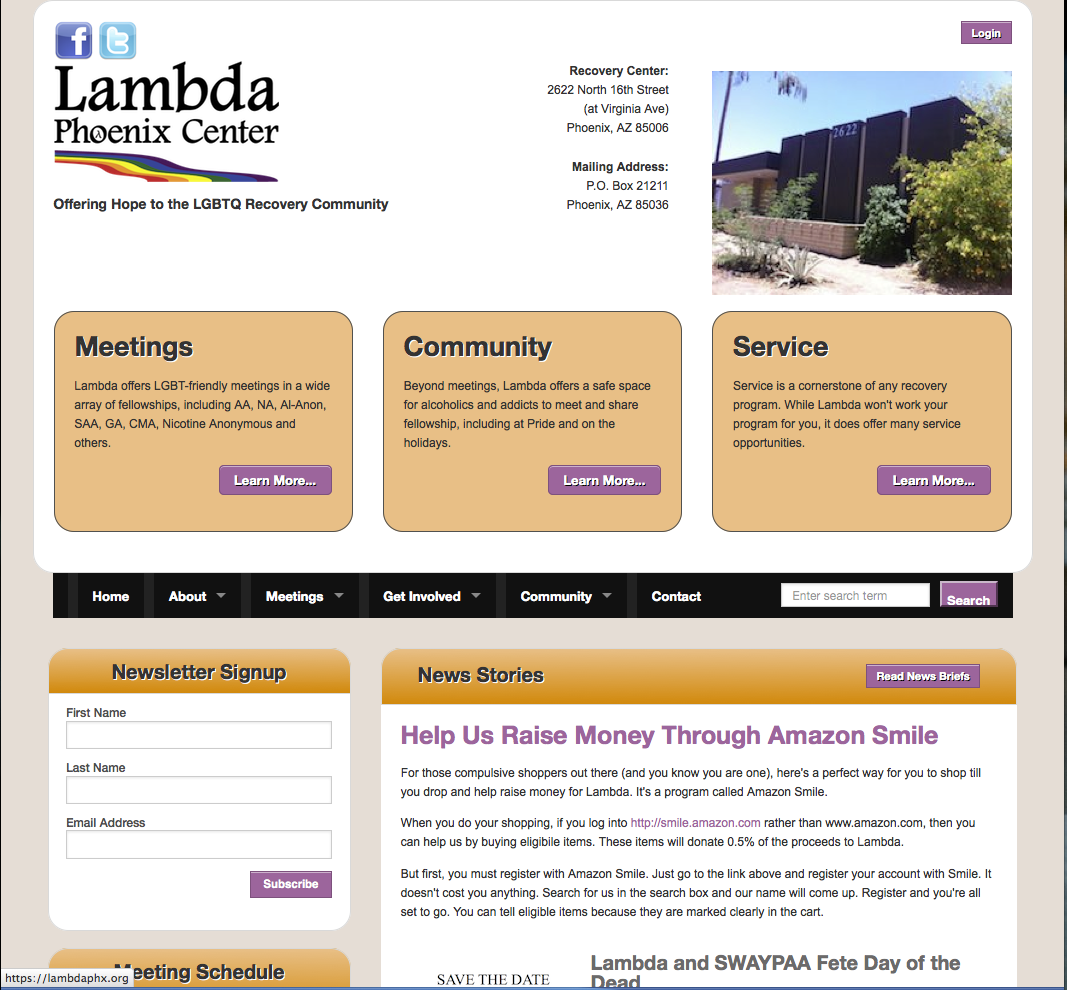 Login
Lambda
Phoenix Center
Offering Hope to the LGBTQ Recovery Community
Recovery Center:
2622 North 16th Street
(at Virginia Ave)
Phoenix, AZ 85006
Mailing Address:
P.O. Box 21211
Phoenix, AZ 85036
2622
Meetings
Lambda offers LGBT-friendly meetings in a wide
array of fellowships, including AA, NA, Al-Anon,
SAA, GA, CMA, Nicotine Anonymous and
others.
Learn More...
Community
Beyond meetings, Lambda offers a safe space
for alcoholics and addicts to meet and share
fellowship, including at Pride and on the
holidays.
Learn More...
Service
Service is a cornerstone of any recovery
program. While Lambda won't work your
program for you, it does offer many service
opportunities.
Learn More...
Home About Meetings Get Involved Community Contact Enter search term Search
Newsletter Signup
First Name
Last Name
Email Address
Subscribe
Meeting Schedule
https://lambdaphx.org
News Stories
Read News Briefs
Help Us Raise Money Through Amazon Smile
For those compulsive shoppers out there (and you know you are one), here's a perfect way for you to shop till
you drop and help raise money for Lambda. It's a program called Amazon Smile.
When you do your shopping, if you log into http://smile.amazon.com rather than www.amazon.com, then you
can help us by buying eligibile items. These items will donate 0.5% of the proceeds to Lambda.
But first, you must register with Amazon Smile. Just go to the link above and register your account with Smile. It
doesn't cost you anything. Search for us in the search box and our name will come up. Register and you're all
set to go. You can tell eligible items because they are marked clearly in the cart.
SAVE THE DATE
Lambda and SWAYPAA Fete Day of the
Dead